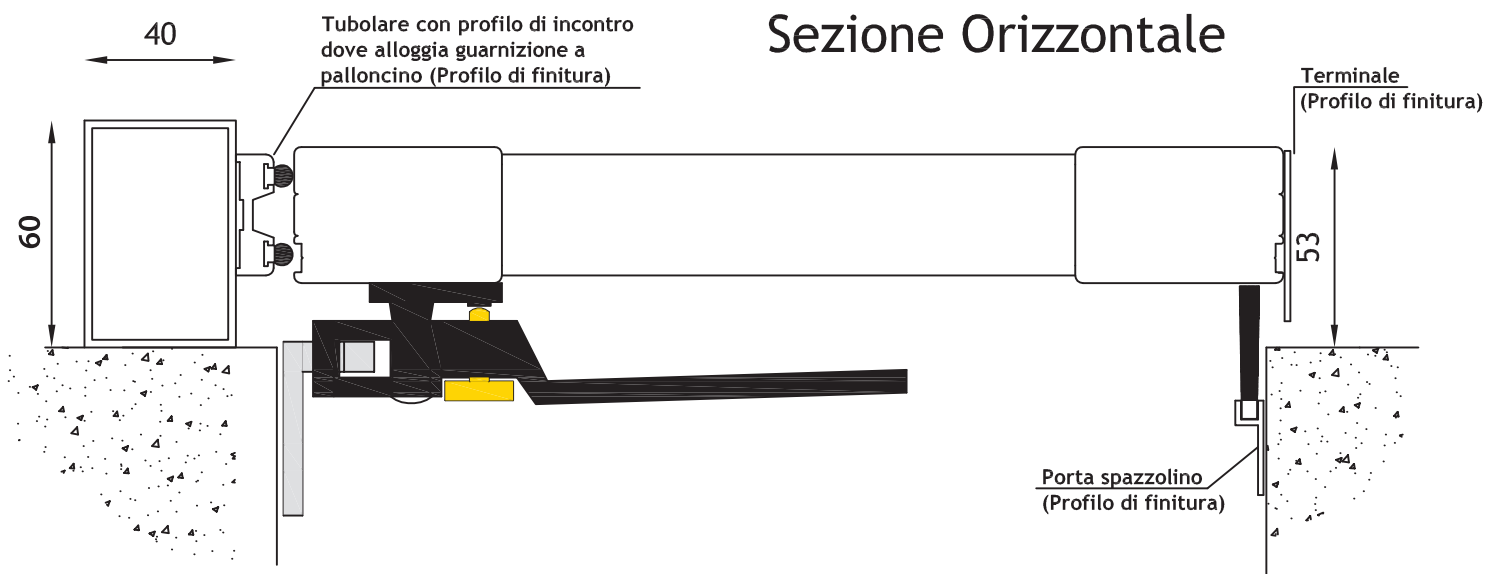 Sezione Orizzontale
40
Tubolare con profilo di incontro
dove alloggia guarnizione a
palloncino (Profilo di finitura)
Terminale
(Profilo di finitura)
60
53
Porta spazzolino
(Profilo di finitura)